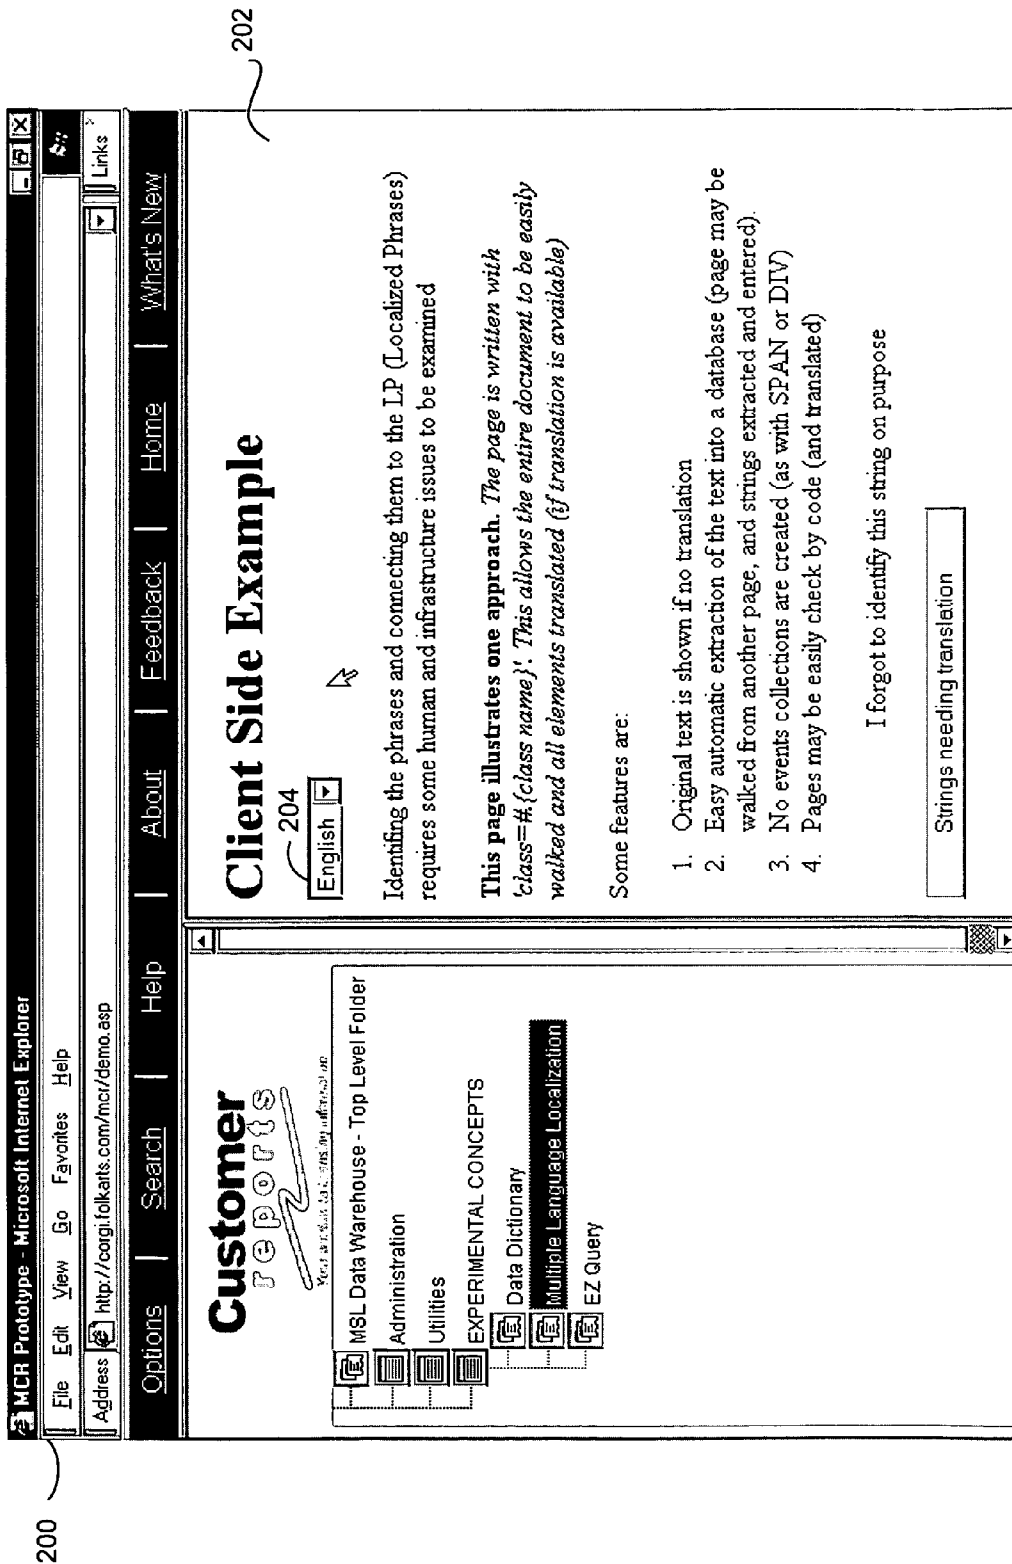 200
MCR Prototype - Microsoft Internet Explorer
File Edit View Go Favorites Help
Address http://corgi.folkarts.com/mcr/demo.asp
Links
Options | Search | Help | About | Feedback | Home | What's New
Customer
reports
MSL Data Warehouse - Top Level Folder
Administration
Utilities
EXPERIMENTAL CONCEPTS
Data Dictionary
Multiple Language Localization
EZ Query
202
Client Side Example
204
English
Identifing the phrases and connecting them to the LP (Localized Phrases)
requires some human and infrastructure issues to be examined
This page illustrates one approach. The page is written with
'class=#.{class name}'. This allows the entire document to be easily
walked and all elements translated (if translation is available)
Some features are:
1. Original text is shown if no translation
2. Easy automatic extraction of the text into a database (page may be
walked from another page, and strings extracted and entered).
3. No events collections are created (as with SPAN or DIV)
4. Pages may be easily check by code (and translated)
I forgot to identify this string on purpose
Strings needing translation